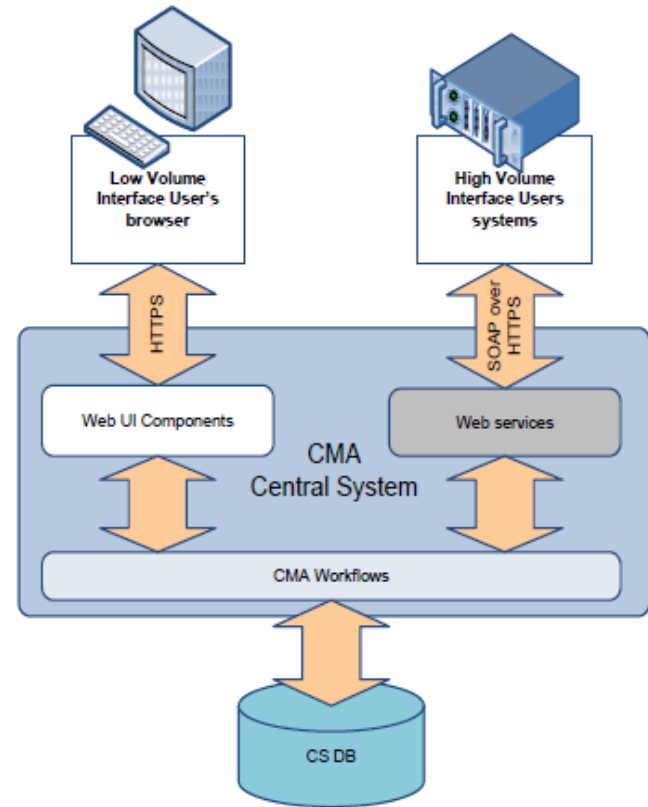 Low Volume
Interface User's
browser
High Volume
Interface Users
systems
HTTPS
SOAP over
HTTPS
Web UI Components
Web services
CMA
Central System
CMA Workflows
CS DB